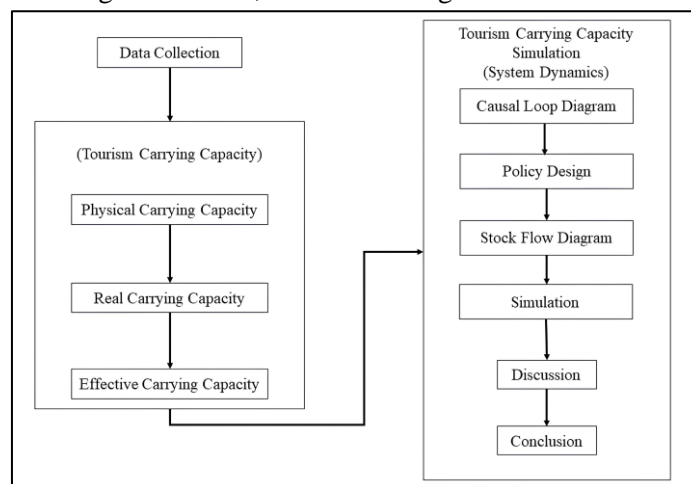 Data Collection
(Tourism Carrying Capacity)
Physical Carrying Capacity
Real Carrying Capacity
Effective Carrying Capacity
Tourism Carrying Capacity
Simulation
(System Dynamics)
Causal Loop Diagram
Policy Design
Stock Flow Diagram
Simulation
Discussion
Conclusion